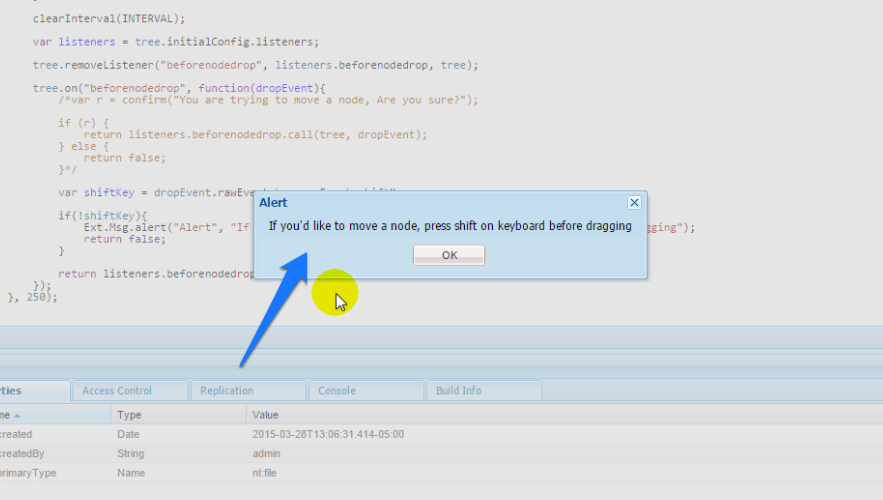 clearInterval(INTERVAL);
var listeners = tree.initialConfig.listeners;
tree.removeListener("beforenodedrop", listeners.beforenodedrop, tree);
tree.on("beforenodedrop", function(dropEvent){
/*var r = confirm("You are trying to move a node, Are you sure?");
if (r) {
return listeners.beforenodedrop.call(tree, dropEvent);
} else {
return false;
}*/
var shiftKey = dropEvent.rawEve
if(!shiftKey){
Ext.Msg.alert("Alert", "If gging");
return false;
}
return listeners.beforenodedrop
});
}, 250);
Alert
If you'd like to move a node, press shift on keyboard before dragging
OK
rties Access Control Replication Console Build Info
me Type Value
created Date 2015-03-28T13:06:31.414-05:00
createdBy String admin
primaryType Name nt:file